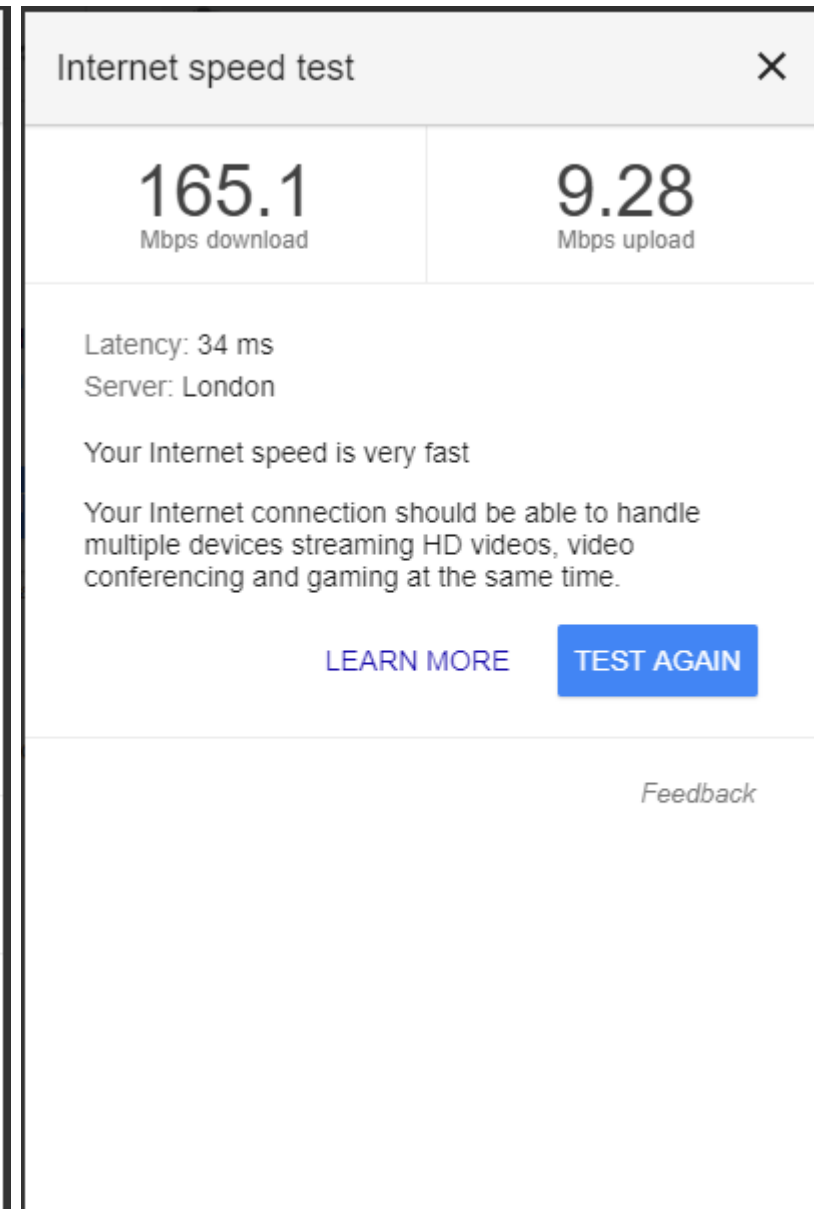 Internet speed test
165.1
Mbps download
9.28
Mbps upload
Latency: 34 ms
Server: London
Your Internet speed is very fast
Your Internet connection should be able to handle
multiple devices streaming HD videos, video
conferencing and gaming at the same time.
LEARN MORE
TEST AGAIN
Feedback